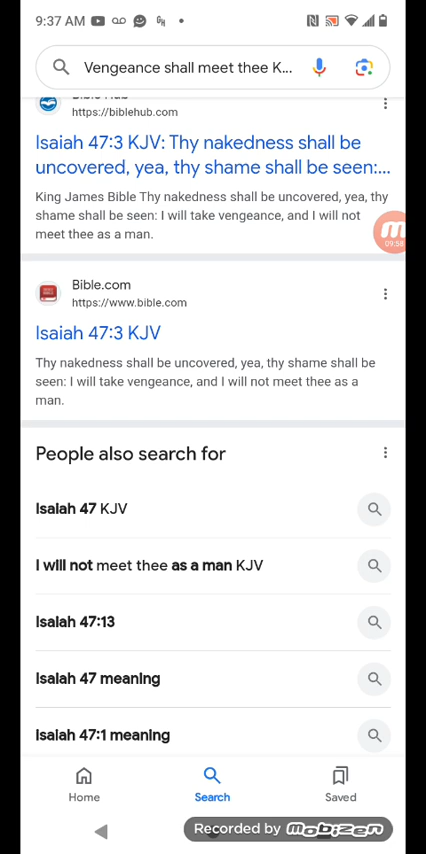 9:37 AM
Vengeance shall meet thee K...
Bible Hub
https://biblehub.com
Isaiah 47:3 KJV: Thy nakedness shall be
uncovered, yea, thy shame shall be seen:...
King James Bible Thy nakedness shall be uncovered, yea, thy
shame shall be seen: I will take vengeance, and I will not
meet thee as a man.
09:58
Bible.com
https://www.bible.com
Isaiah 47:3 KJV
Thy nakedness shall be uncovered, yea, thy shame shall be
seen: I will take vengeance, and I will not meet thee as a
man.
People also search for
Isaiah 47 KJV
I will not meet thee as a man KJV
Isaiah 47:13
Isaiah 47 meaning
Isaiah 47:1 meaning
Home Search Saved
Recorded by mobizen